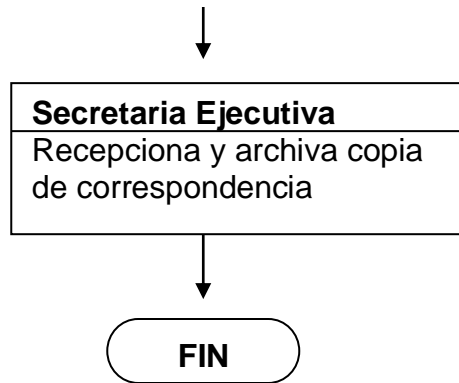 Secretaria Ejecutiva
Recepciona y archiva copia
de correspondencia
FIN